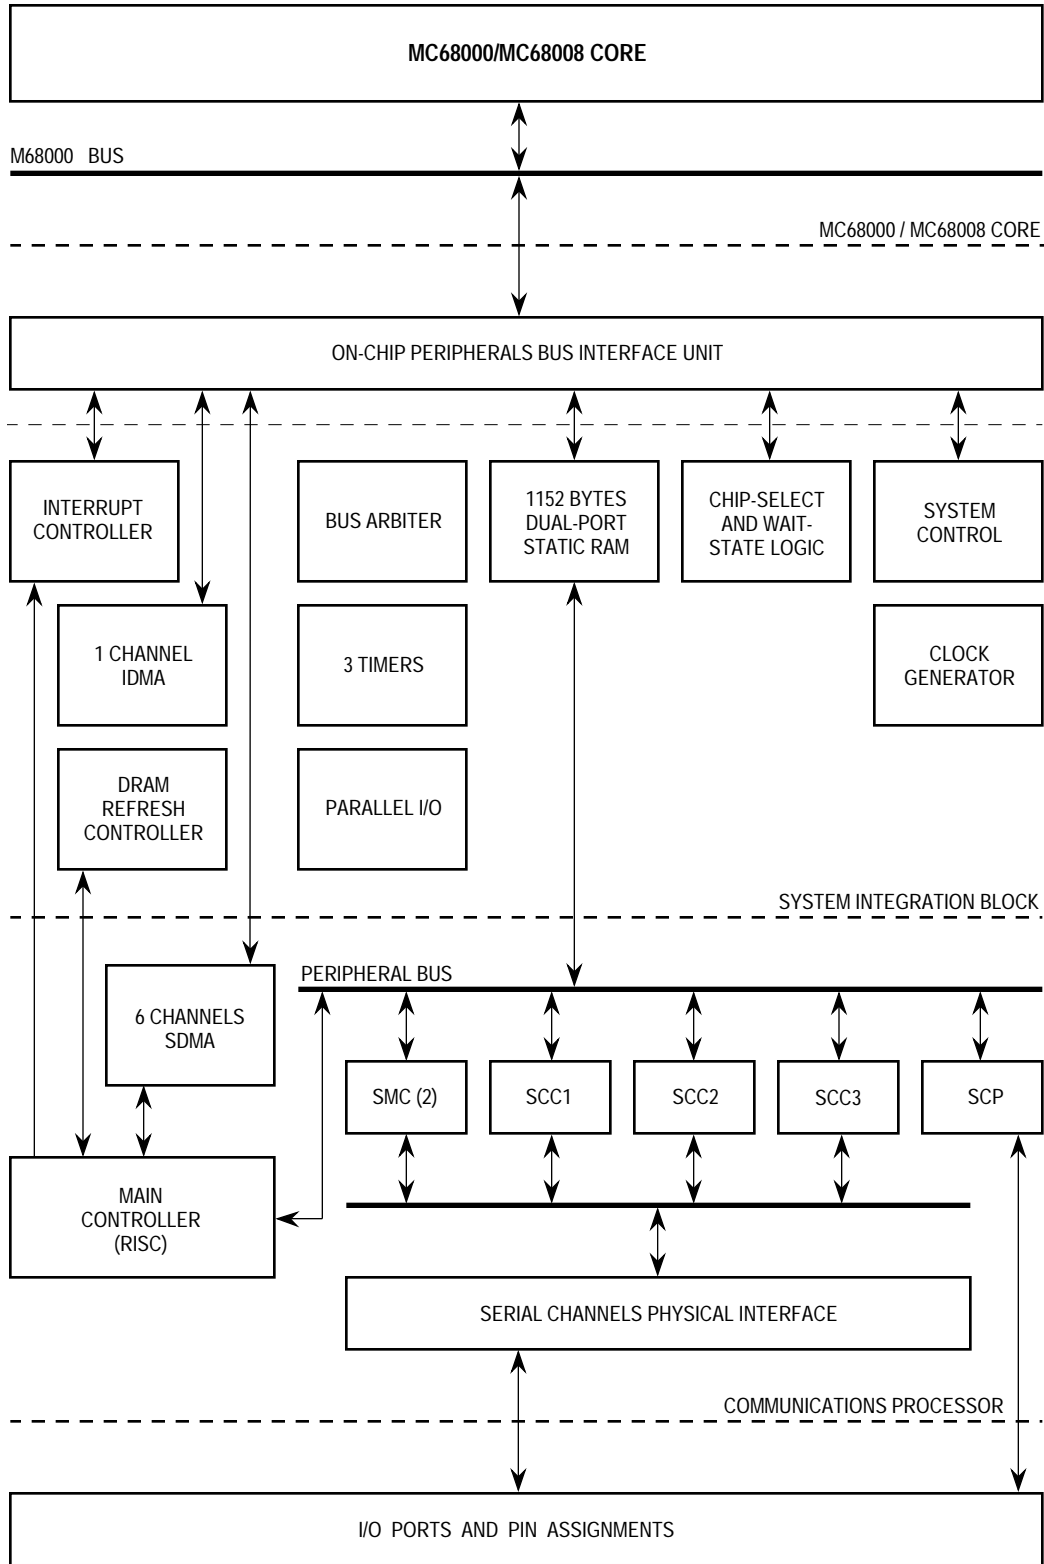 MC68000/MC68008 CORE
M68000 BUS
MC68000 / MC68008 CORE
ON-CHIP PERIPHERALS BUS INTERFACE UNIT
INTERRUPT
CONTROLLER
BUS ARBITER
1152 BYTES
DUAL-PORT
STATIC RAM
CHIP-SELECT
AND WAIT-
STATE LOGIC
SYSTEM
CONTROL
1 CHANNEL
IDMA
3 TIMERS
CLOCK
GENERATOR
DRAM
REFRESH
CONTROLLER
PARALLEL I/O
SYSTEM INTEGRATION BLOCK
6 CHANNELS
SDMA
PERIPHERAL BUS
SMC (2)
SCC1
SCC2
SCC3
SCP
MAIN
CONTROLLER
(RISC)
SERIAL CHANNELS PHYSICAL INTERFACE
COMMUNICATIONS PROCESSOR
I/O PORTS AND PIN ASSIGNMENTS